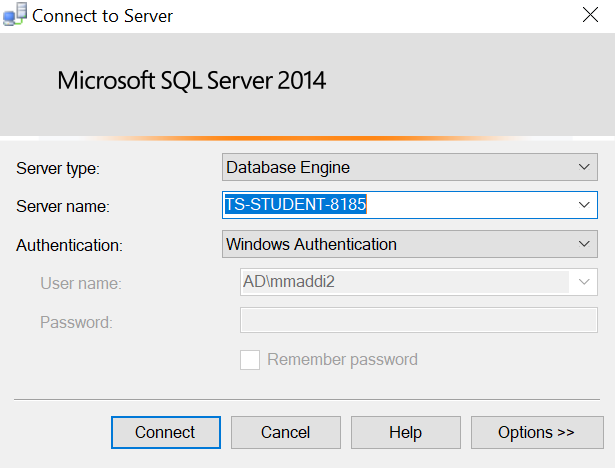 Connect to Server
Microsoft SQL Server 2014
Server type: Database Engine
Server name: TS-STUDENT-8185
Authentication: Windows Authentication
User name: AD\mmaddi2
Password:
Remember password
Connect Cancel Help Options >>